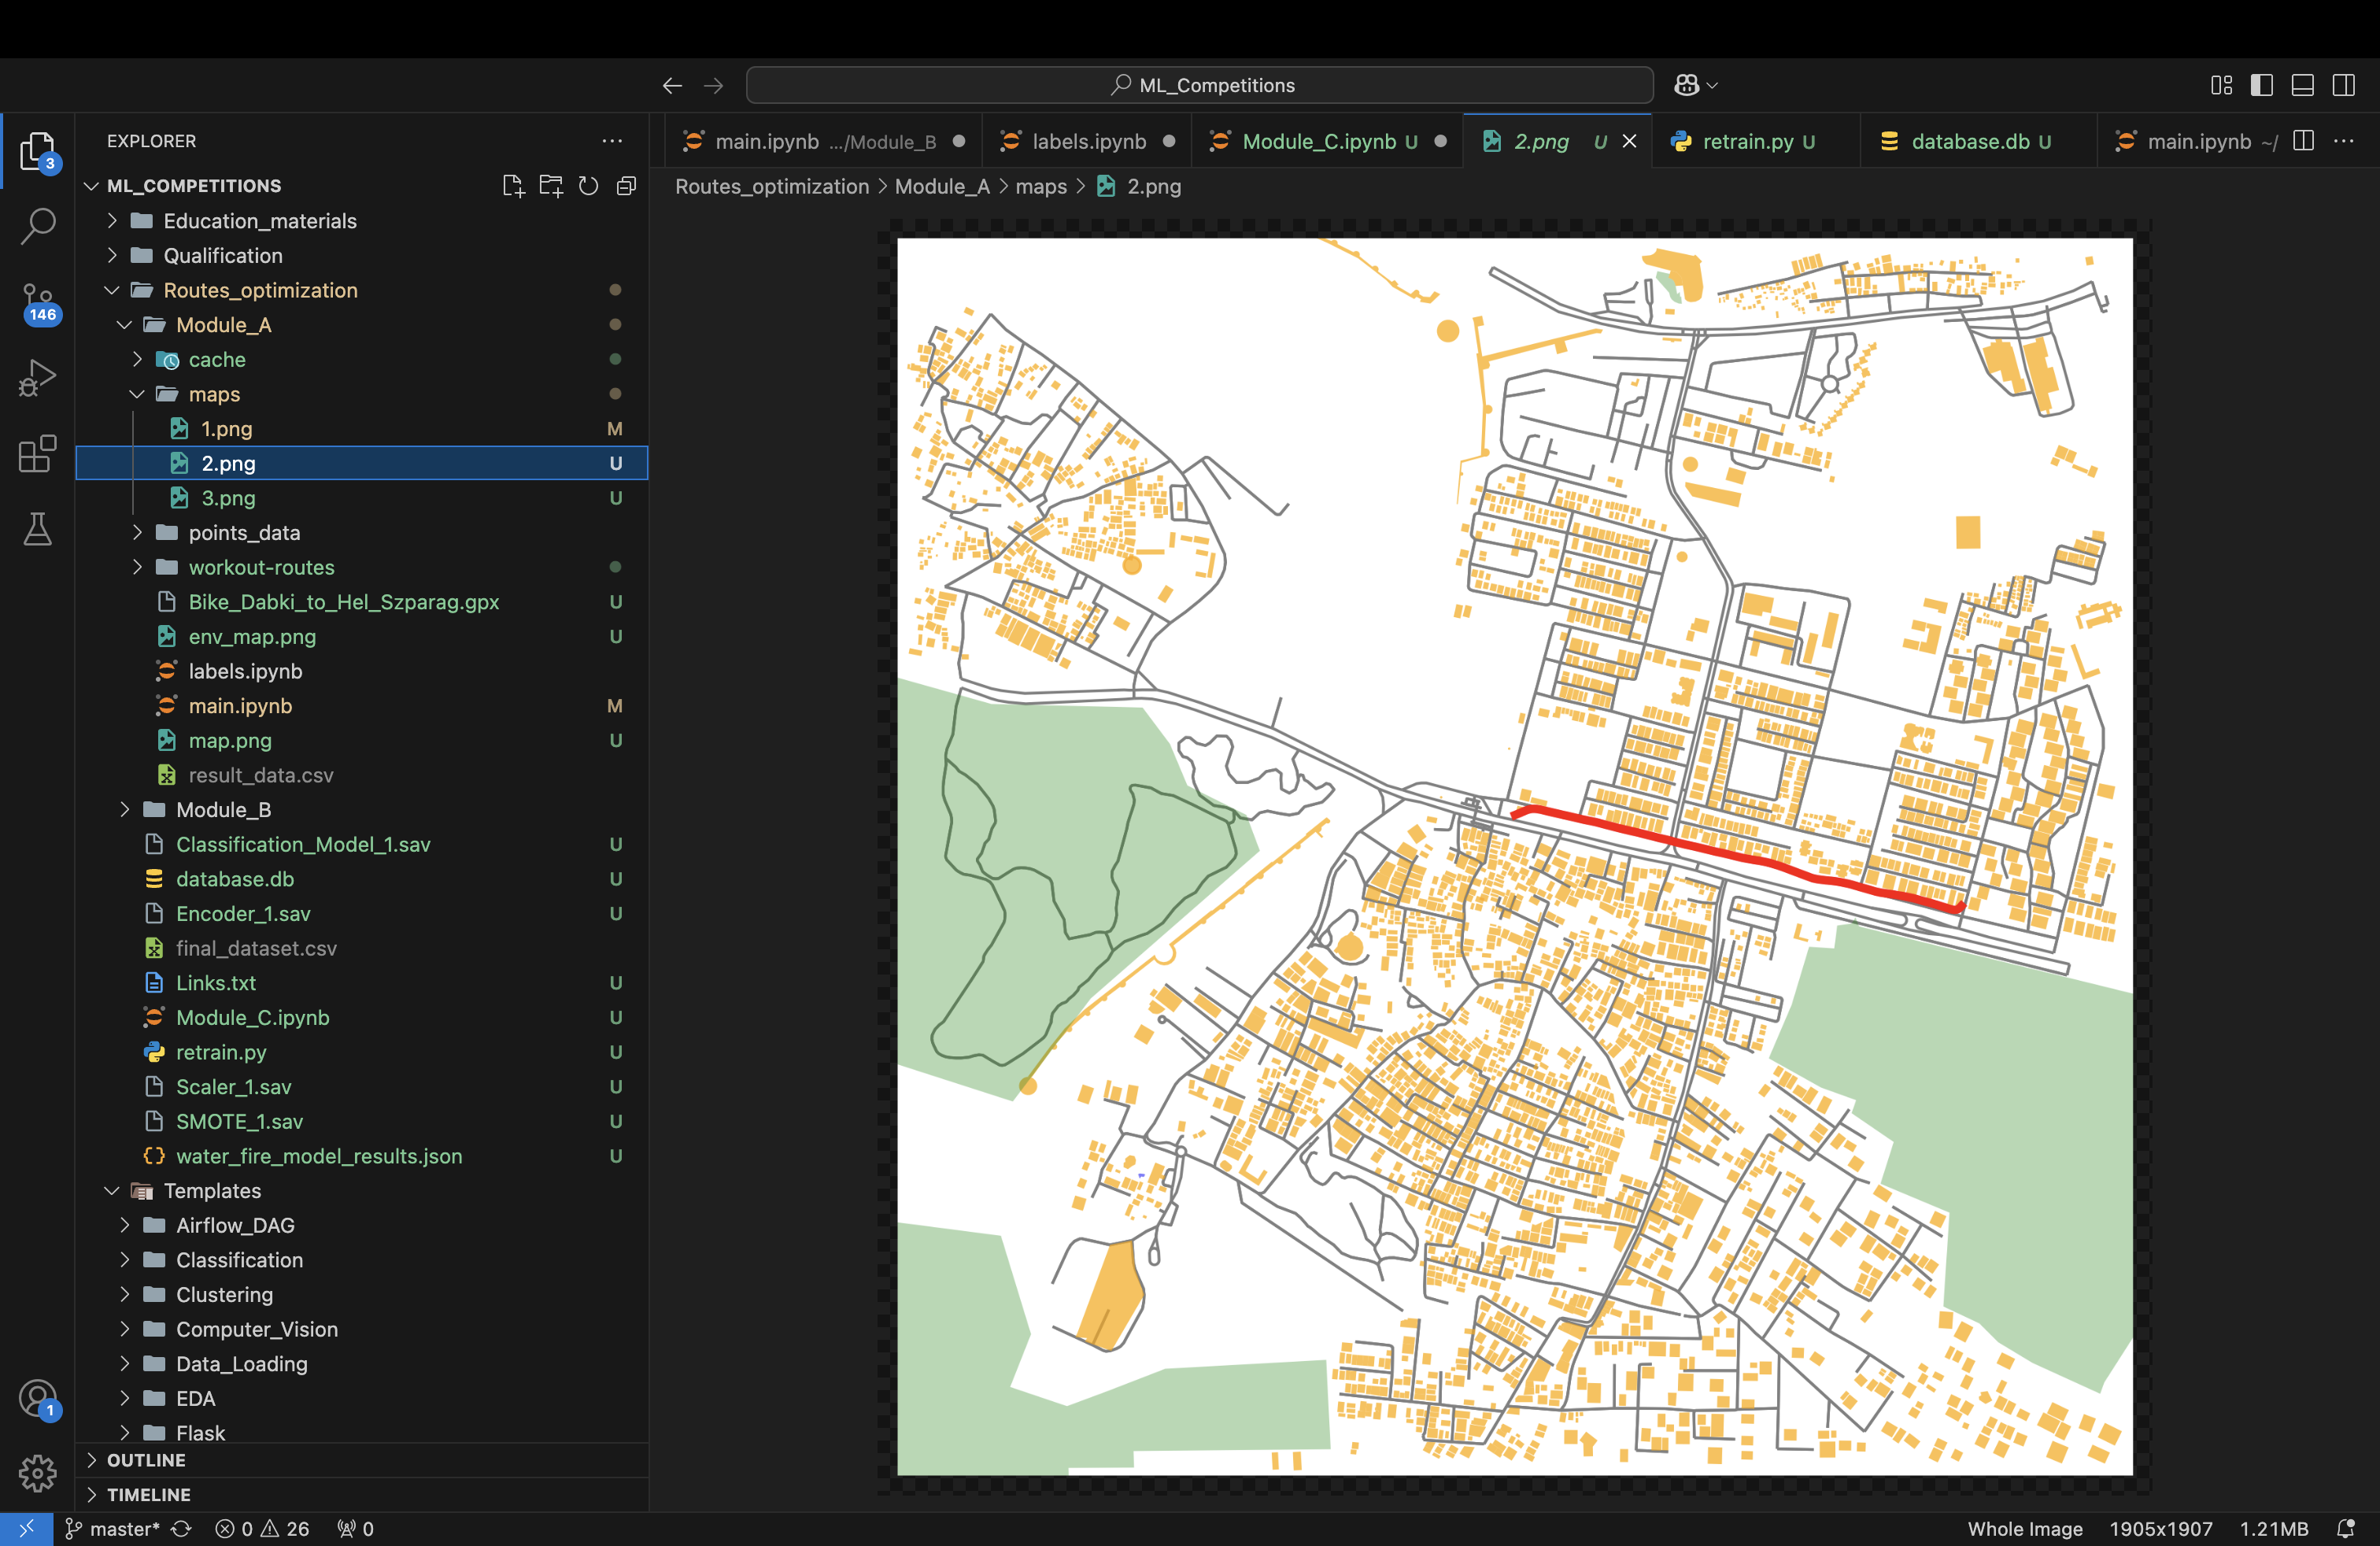 ML_Competitions
EXPLORER
main.ipynb .../Module_B
labels.ipynb
Module_C.ipynb U
2.png U
retrain.py U
database.db U
main.ipynb ~/
ML_COMPETITIONS
Routes_optimization > Module_A > maps > 2.png
Education_materials
Qualification
Routes_optimization
Module_A
cache
maps
1.png M
2.png U
3.png U
points_data
workout-routes
Bike_Dabki_to_Hel_Szparag.gpx U
env_map.png U
labels.ipynb
main.ipynb M
map.png U
result_data.csv
Module_B
Classification_Model_1.sav U
database.db U
Encoder_1.sav U
final_dataset.csv
Links.txt U
Module_C.ipynb U
retrain.py U
Scaler_1.sav U
SMOTE_1.sav U
water_fire_model_results.json U
Templates
Airflow_DAG
Classification
Clustering
Computer_Vision
Data_Loading
EDA
Flask
OUTLINE
TIMELINE
3
146
1
master* 0 26 0
Whole Image 1905x1907 1.21MB